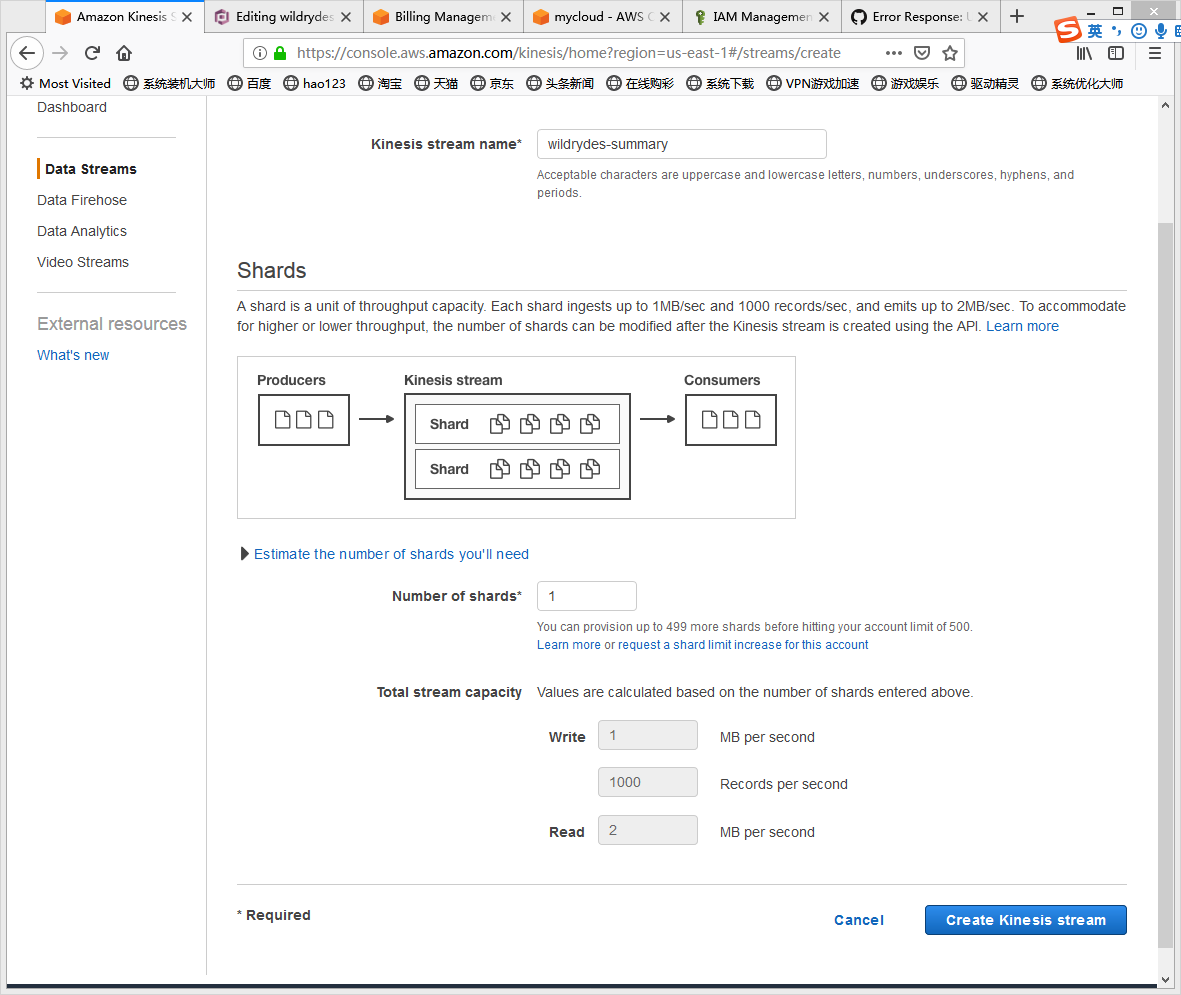 Amazon Kinesis S
Editing wildrydes
Billing Managem
mycloud - AWS C
IAM Managemen
Error Response: U
英
https://console.aws.amazon.com/kinesis/home?region=us-east-1#/streams/create
Most Visited 系统装机大师 百度 hao123 淘宝 天猫 京东 头条新闻 在线购彩 系统下载 VPN游戏加速 游戏娱乐 驱动精灵 系统优化大师
Dashboard
Data Streams
Data Firehose
Data Analytics
Video Streams
External resources
What's new
Kinesis stream name* wildrydes-summary
Acceptable characters are uppercase and lowercase letters, numbers, underscores, hyphens, and
periods.
Shards
A shard is a unit of throughput capacity. Each shard ingests up to 1MB/sec and 1000 records/sec, and emits up to 2MB/sec. To accommodate
for higher or lower throughput, the number of shards can be modified after the Kinesis stream is created using the API. Learn more
Producers Kinesis stream Consumers
Shard
Shard
Estimate the number of shards you'll need
Number of shards* 1
You can provision up to 499 more shards before hitting your account limit of 500.
Learn more or request a shard limit increase for this account
Total stream capacity Values are calculated based on the number of shards entered above.
Write 1 MB per second
1000 Records per second
Read 2 MB per second
* Required
Cancel Create Kinesis stream